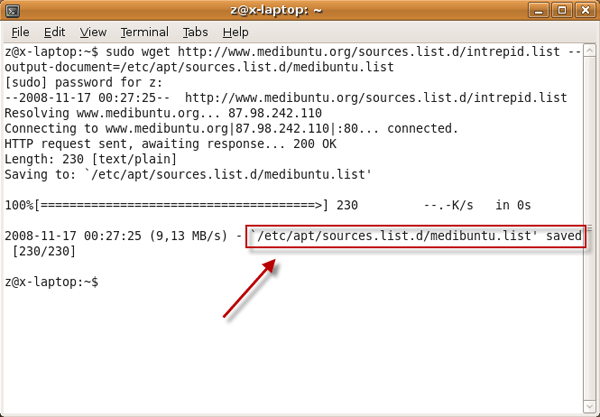 z@x-laptop: ~
File Edit View Terminal Tabs Help
z@x-laptop:~$ sudo wget http://www.medibuntu.org/sources.list.d/intrepid.list --
output-document=/etc/apt/sources.list.d/medibuntu.list
[sudo] password for z:
--2008-11-17 00:27:25--  http://www.medibuntu.org/sources.list.d/intrepid.list
Resolving www.medibuntu.org... 87.98.242.110
Connecting to www.medibuntu.org|87.98.242.110|:80... connected.
HTTP request sent, awaiting response... 200 OK
Length: 230 [text/plain]
Saving to: `/etc/apt/sources.list.d/medibuntu.list'
100%[=====================================>] 230         --.-K/s   in 0s
2008-11-17 00:27:25 (9,13 MB/s) - `/etc/apt/sources.list.d/medibuntu.list' saved
[230/230]
z@x-laptop:~$